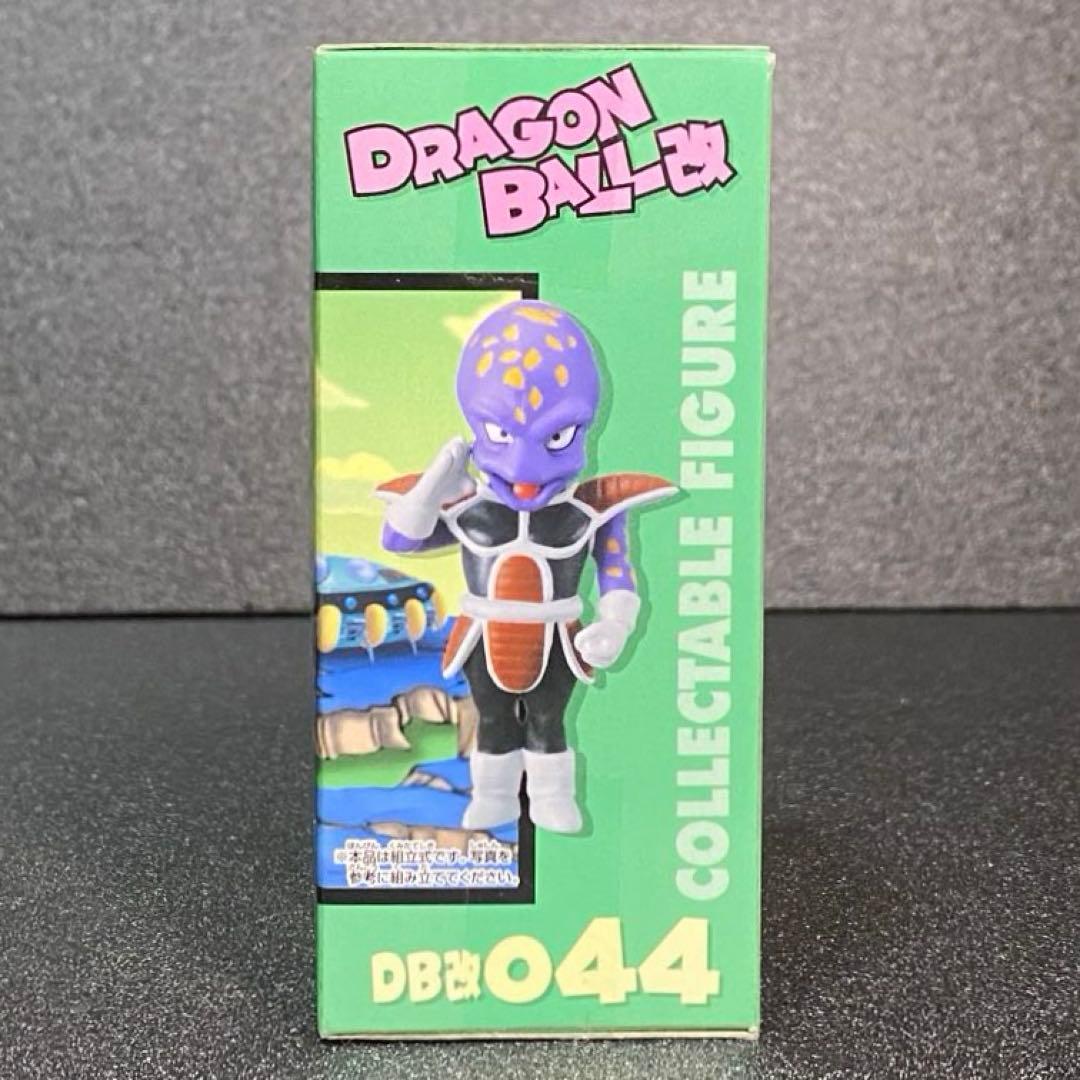 DRAGON
BALL改
COLLECTABLE FIGURE
※本品は組立式です。写真を
参考に組み立ててください。
DB改044